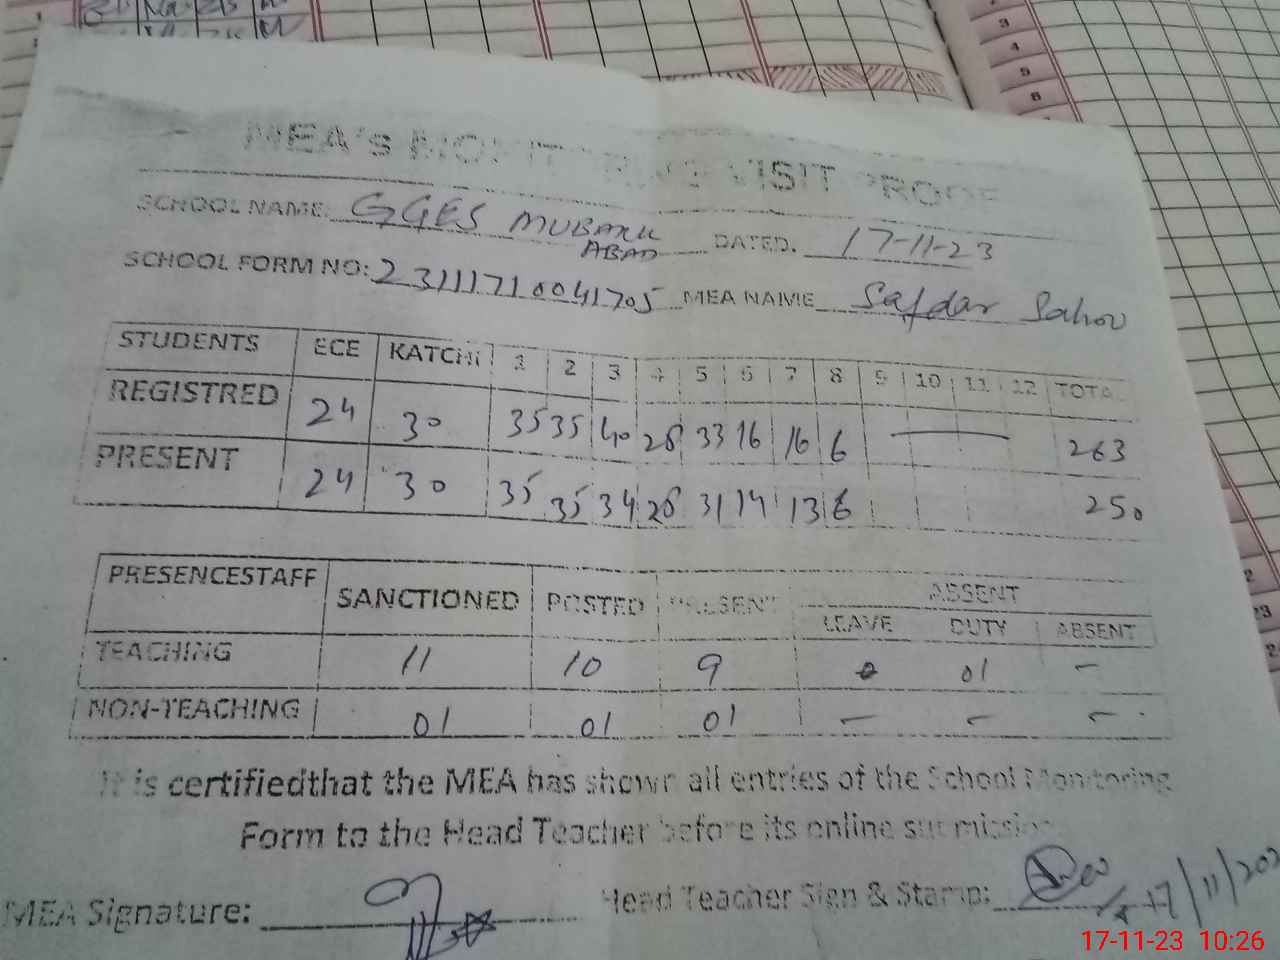 MEA's MONITORING VISIT PROOF
SCHOOL NAME: GGES MUBARK ABAD DATED. 17-11-23
SCHOOL FORM NO: 23111710041705 MEA NAME Safdar Sahou
STUDENTS ECE KATCHI 1 2 3 4 5 6 7 8 9 10 11 12 TOTAL
REGISTRED 24 30 35 35 40 28 33 16 16 6 263
PRESENT 24 30 35 35 34 28 31 14 13 6 250
PRESENCESTAFF SANCTIONED POSTED PRESENT ABSENT
LEAVE DUTY ABSENT
TEACHING 11 10 9 0 01 -
NON-TEACHING 01 01 01 - - -
It is certifiedthat the MEA has shown all entries of the School Monitoring
Form to the Head Teacher before its online submission
MEA Signature: Head Teacher Sign & Stamp:
17-11-23 10:26